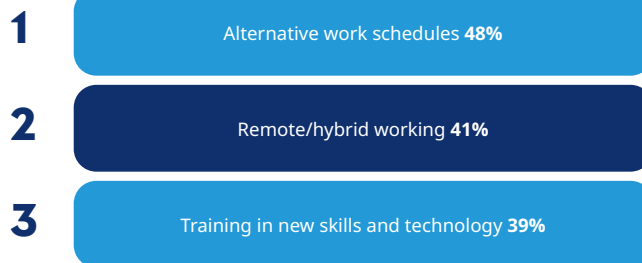 1
Alternative work schedules 48%
2
Remote/hybrid working 41%
3
Training in new skills and technology 39%